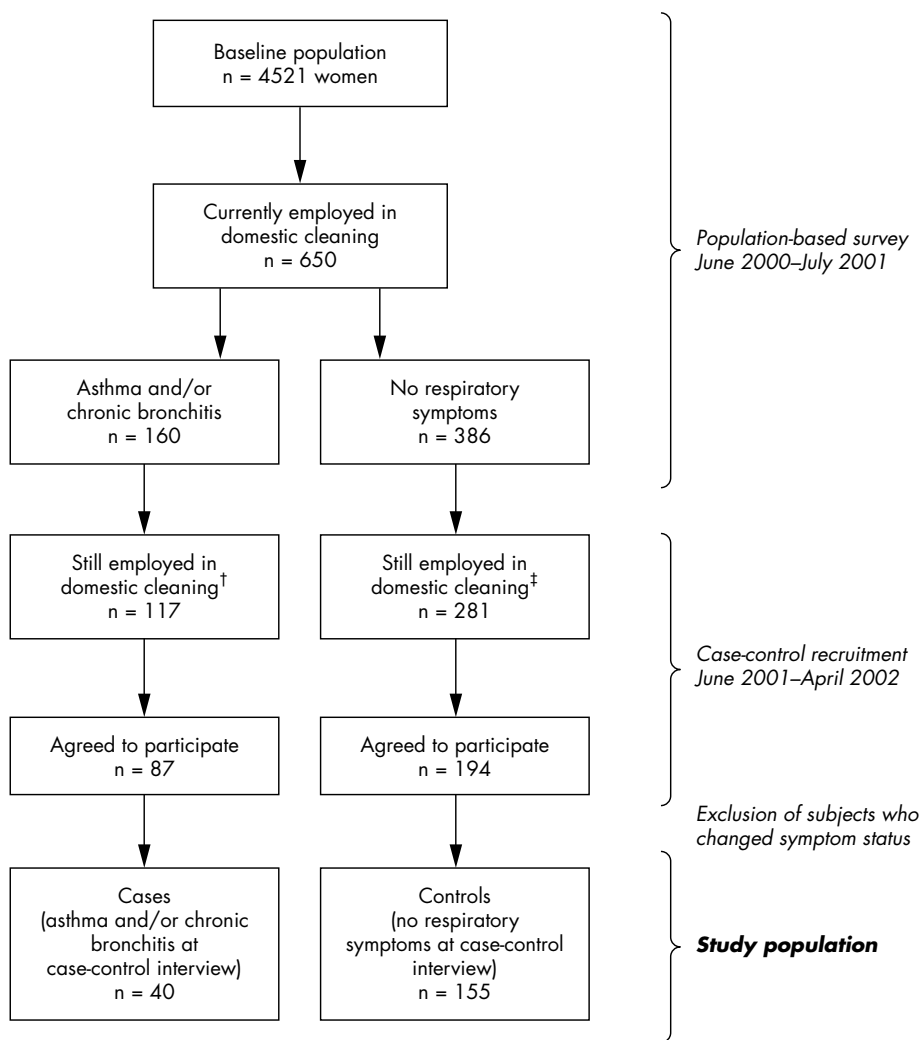 Baseline population
n = 4521 women
Currently employed in
domestic cleaning
n = 650
Population-based survey
June 2000–July 2001
Asthma and/or
chronic bronchitis
n = 160
No respiratory
symptoms
n = 386
Still employed in
domestic cleaning†
n = 117
Still employed in
domestic cleaning‡
n = 281
Case-control recruitment
June 2001–April 2002
Agreed to participate
n = 87
Agreed to participate
n = 194
Exclusion of subjects who
changed symptom status
Cases
(asthma and/or chronic
bronchitis at
case-control interview)
n = 40
Controls
(no respiratory
symptoms at case-control
interview)
n = 155
Study population